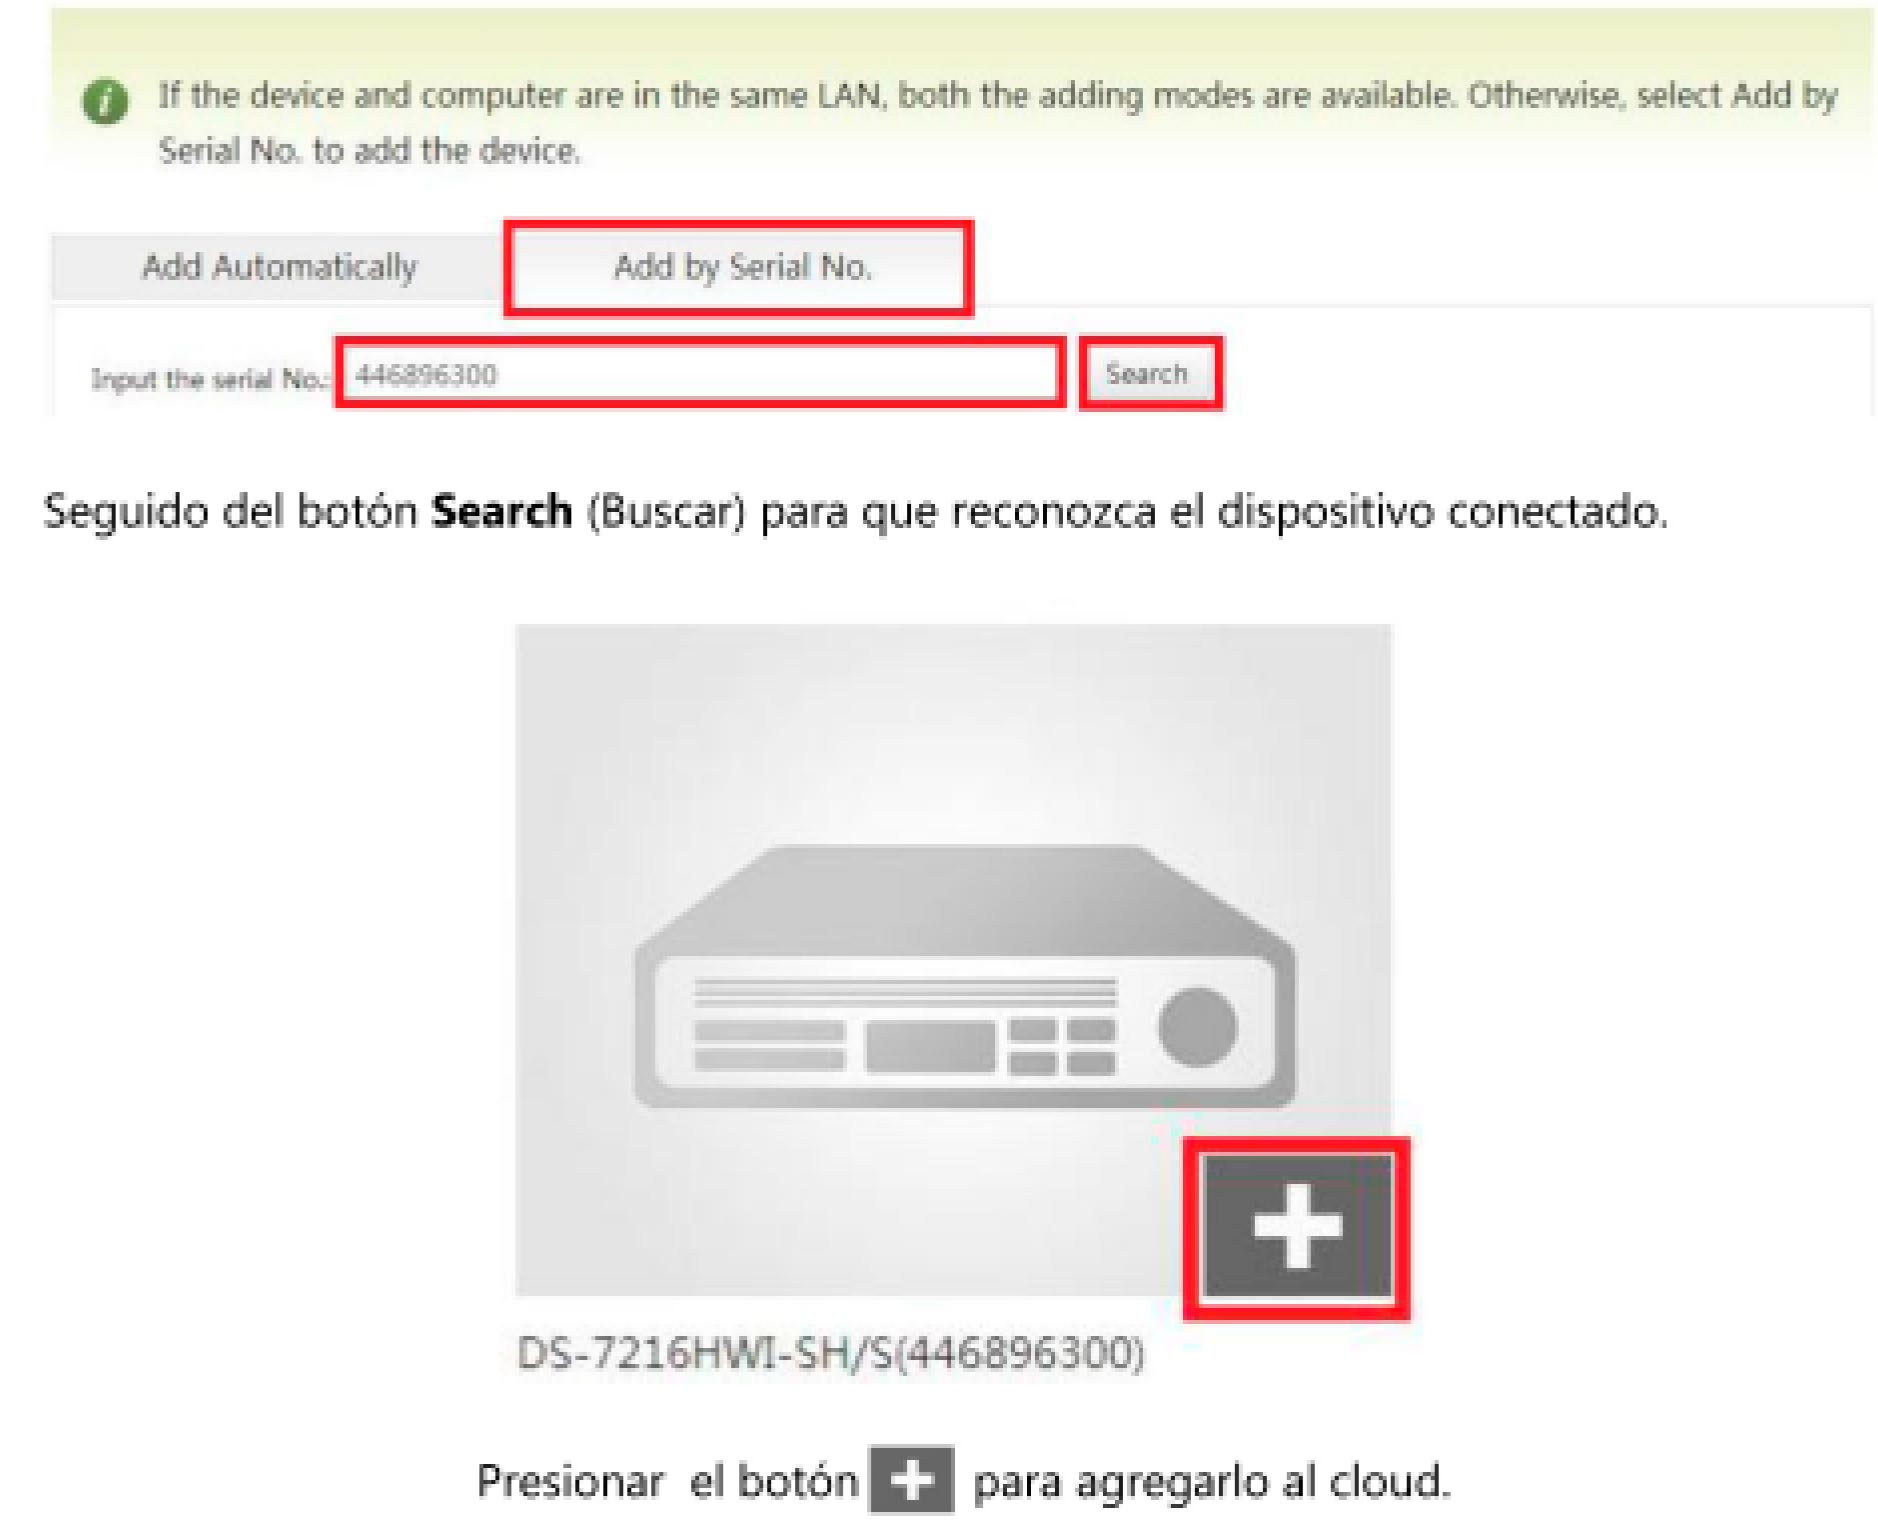 If the device and computer are in the same LAN, both the adding modes are available. Otherwise, select Add by
Serial No. to add the device.
Add Automatically
Add by Serial No.
Input the serial No.: 446896300 Search
Seguido del botón Search (Buscar) para que reconozca el dispositivo conectado.
DS-7216HWI-SH/S(446896300)
Presionar el botón para agregarlo al cloud.